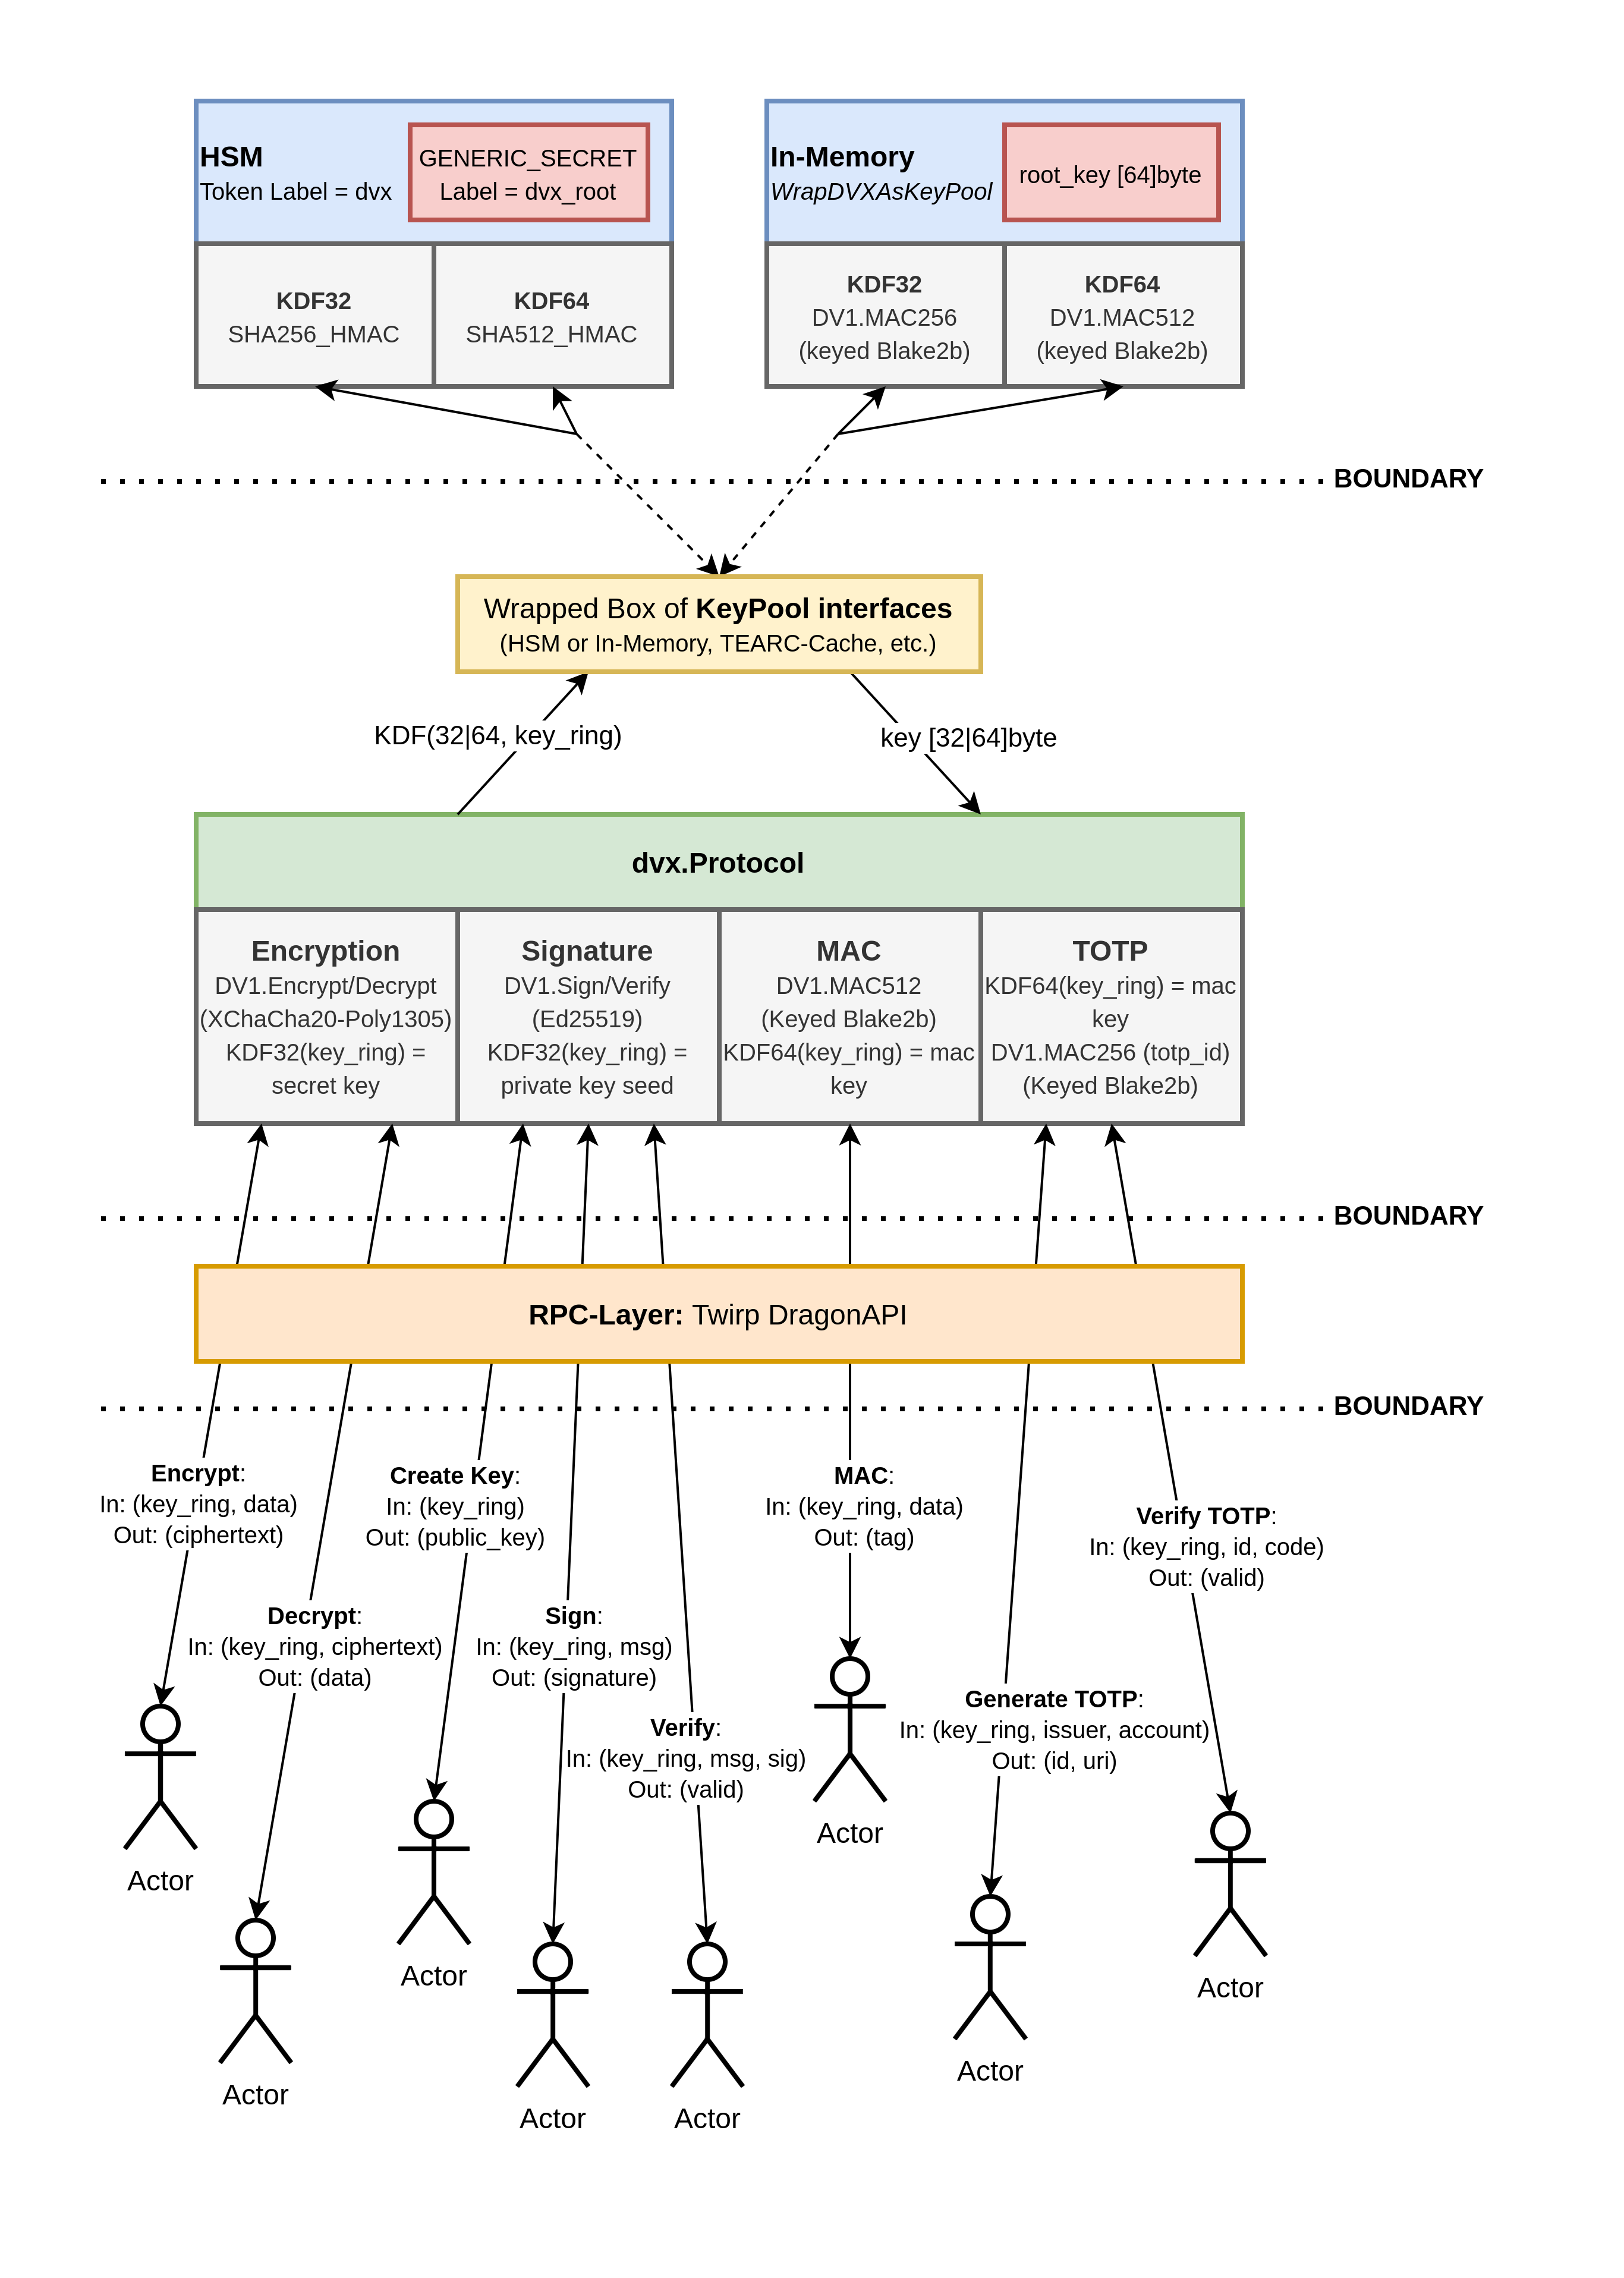 HSM
Token Label = dvx
GENERIC_SECRET
Label = dvx_root
In-Memory
WrapDVXAsKeyPool
root_key [64]byte
KDF32
SHA256_HMAC
KDF64
SHA512_HMAC
KDF32
DV1.MAC256
(keyed Blake2b)
KDF64
DV1.MAC512
(keyed Blake2b)
BOUNDARY
Wrapped Box of KeyPool interfaces
(HSM or In-Memory, TEARC-Cache, etc.)
KDF(32|64, key_ring)
key [32|64]byte
dvx.Protocol
Encryption
DV1.Encrypt/Decrypt
(XChaCha20-Poly1305)
KDF32(key_ring) =
secret key
Signature
DV1.Sign/Verify
(Ed25519)
KDF32(key_ring) =
private key seed
MAC
DV1.MAC512
(Keyed Blake2b)
KDF64(key_ring) = mac
key
TOTP
KDF64(key_ring) = mac
key
DV1.MAC256 (totp_id)
(Keyed Blake2b)
BOUNDARY
RPC-Layer: Twirp DragonAPI
BOUNDARY
Encrypt:
In: (key_ring, data)
Out: (ciphertext)
Create Key:
In: (key_ring)
Out: (public_key)
MAC:
In: (key_ring, data)
Out: (tag)
Verify TOTP:
In: (key_ring, id, code)
Out: (valid)
Decrypt:
In: (key_ring, ciphertext)
Out: (data)
Sign:
In: (key_ring, msg)
Out: (signature)
Verify:
In: (key_ring, msg, sig)
Out: (valid)
Generate TOTP:
In: (key_ring, issuer, account)
Out: (id, uri)
Actor
Actor
Actor
Actor
Actor
Actor
Actor
Actor